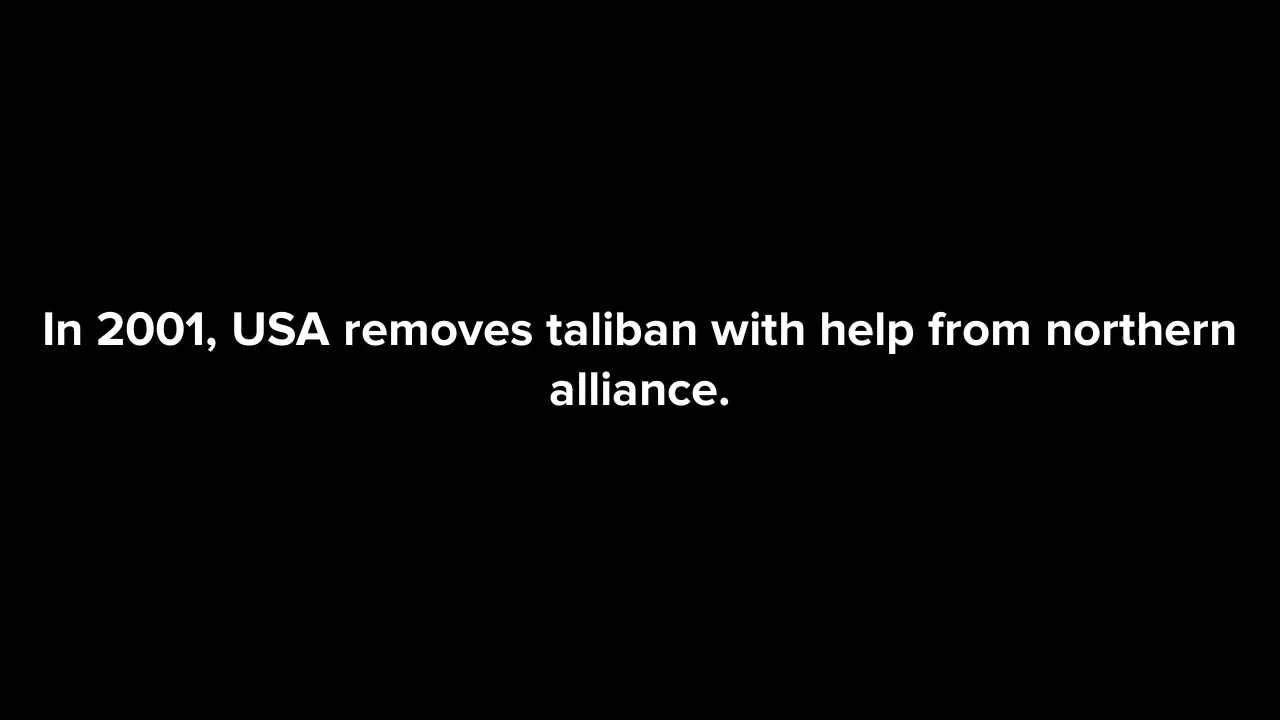 In 2001, USA removes taliban with help from northern
alliance.